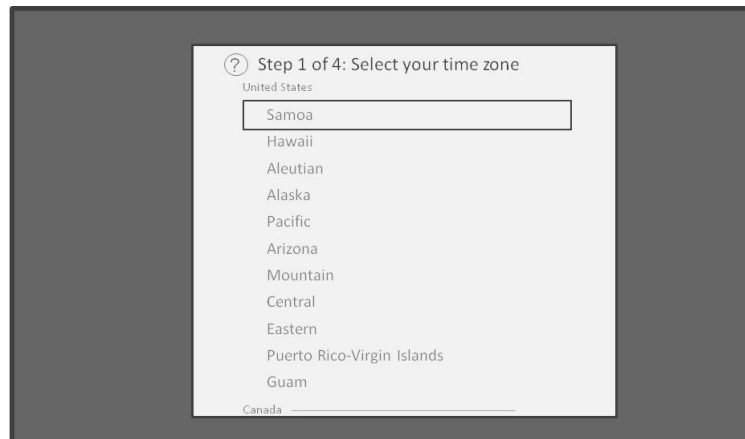 ? Step 1 of 4: Select your time zone
United States
Samoa
Hawaii
Aleutian
Alaska
Pacific
Arizona
Mountain
Central
Eastern
Puerto Rico-Virgin Islands
Guam
Canada